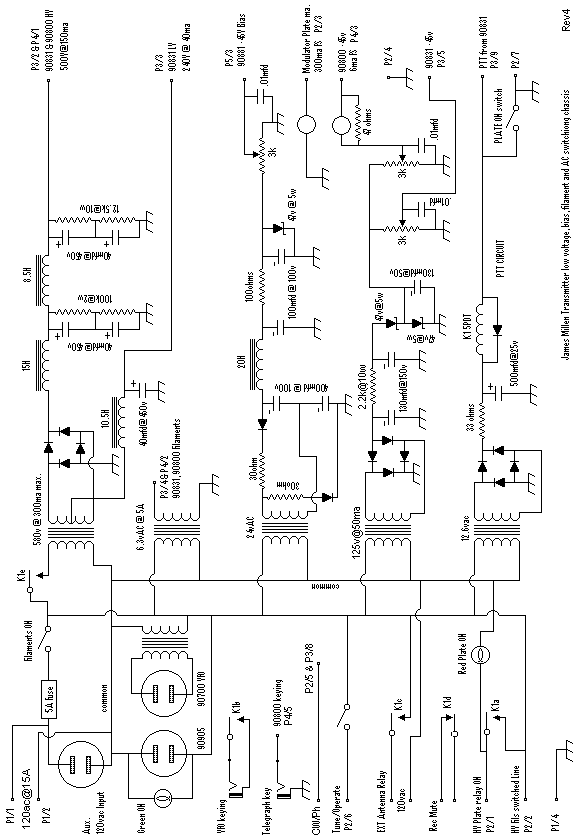 Rev4
James Millen Transmitter low voltage, bias, filament and AC switching chassis
P3/2 & P4/1
90831 & 90800 HV
500V@150ma
P3/3
90831 LV
240V @ 40ma
P5/3
90881 -45V Bias
Modulator Plate ma.
300ma FS P2/3
90800 -45v
6ma FS P4/3
P2/4
90831 -45v
P3/5
PTT from 90831
P3/9
P2/7
PLATE ON switch
.01mfd
47 ohms
.01mfd
3k
3k
.01mfd
3k
12.5k@10w
40mfd@450v
8.5H
100k@2w
40mfd@450v
15H
10.5H
40mfd@450v
47v @ 5w
100ohms
100mfd @ 100v
20H
400mfd @ 100v
30ohm
30ohm
130mfd@50v
47v@5w
47v@5w
2.2k@10w
130mfd@150v
PTT CIRCUIT
K1 5PDT
500mfd@25v
33 ohms
580v @ 300ma max.
6.3vAC @ 5A
P3/4 & P4/2
90831, 90800 filaments
24vAC
125v@50ma
12.6vac
K1e
filaments ON
5A fuse
common
common
P1/1
120ac@15A
P1/2
Aux.
120vac Input
Green ON
90905
90700 VFO
VFO keying
K1b
Telegraph key
90800 keying
P4/5
CW/Ph
P2/5 & P3/8
Tune/Operate
P2/6
EXT Antenna Relay
120vac
K1c
Rec Mute
K1d
Red Plate ON
HV Plate relay ON
P2/1
K1a
HV this switched line
P2/2
P1/4